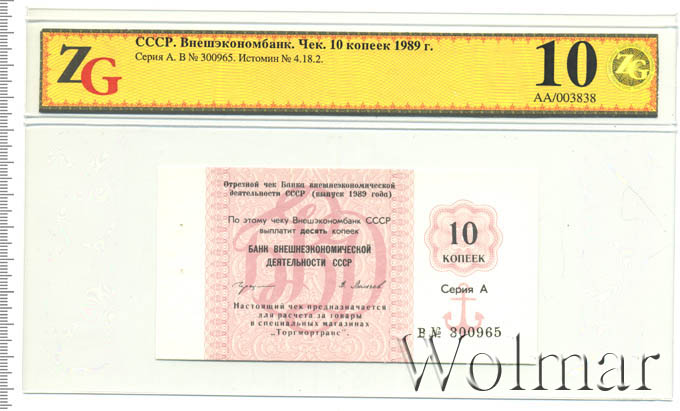 ZG
СССР. Внешэкономбанк. Чек. 10 копеек 1989 г.
Серия А. В № 300965. Истомин № 4.18.2.
10
ZG
AA/003838
Отрезной чек Банка внешнеэкономической
деятельности СССР (выпуск 1989 года)
По этому чеку Внешэкономбанк СССР
выплатит десять копеек
БАНК ВНЕШНЕЭКОНОМИЧЕСКОЙ
ДЕЯТЕЛЬНОСТИ СССР
Настоящий чек предназначается
для расчета за товары
в специальных магазинах
„Торгмортранс".
10
КОПЕЕК
Серия А
В № 300965
Wolmar